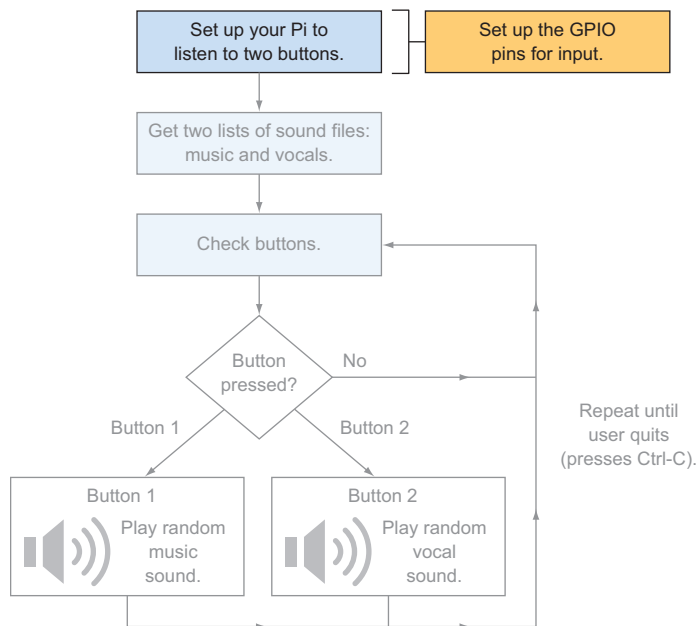 Set up your Pi to
listen to two buttons.
Set up the GPIO
pins for input.
Get two lists of sound files:
music and vocals.
Check buttons.
Button
pressed?
No
Button 1
Button 2
Repeat until
user quits
(presses Ctrl-C).
Button 1
Play random
music
sound.
Button 2
Play random
vocal
sound.